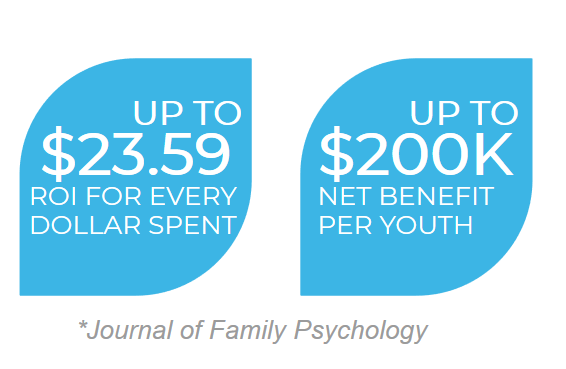 UP TO
$23.59
ROI FOR EVERY
DOLLAR SPENT
UP TO
$200K
NET BENEFIT
PER YOUTH
*Journal of Family Psychology